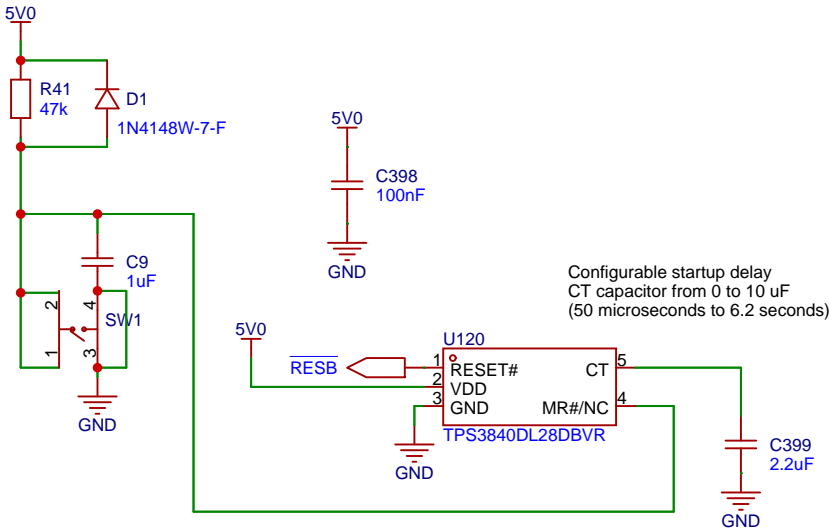 5V0
R41
47k
D1
1N4148W-7-F
5V0
C398
100nF
GND
C9
1uF
2
4
SW1
1
3
GND
Configurable startup delay
CT capacitor from 0 to 10 uF
(50 microseconds to 6.2 seconds)
5V0
U120
RESB
1
RESET#
CT
5
2
VDD
3
GND
MR#/NC
4
TPS3840DL28DBVR
GND
C399
2.2uF
GND